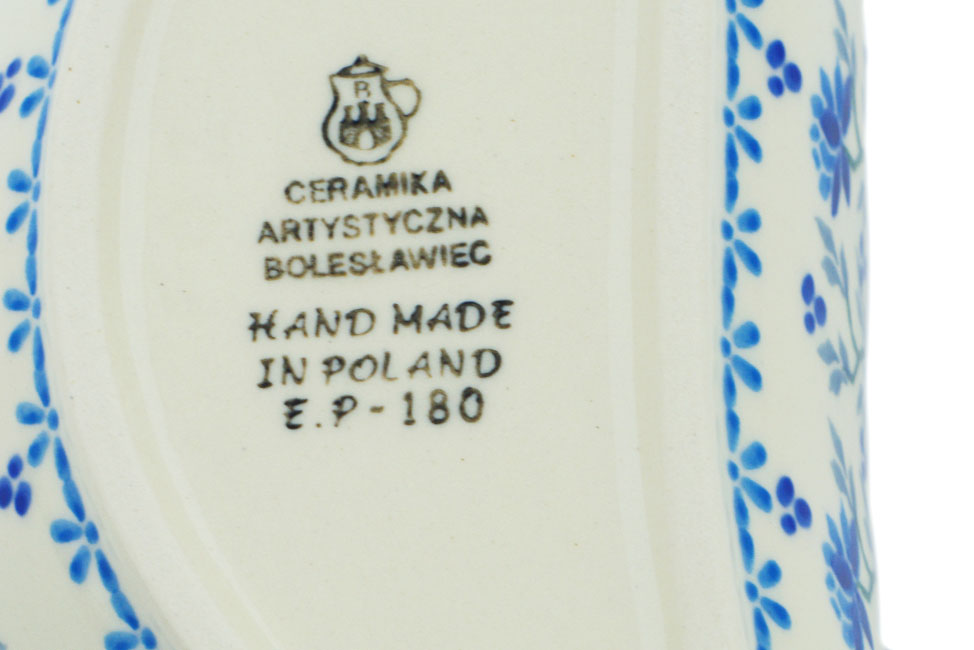 B
CERAMIKA
ARTYSTYCZNA
BOLESŁAWIEC
HAND MADE
IN POLAND
E.P-180